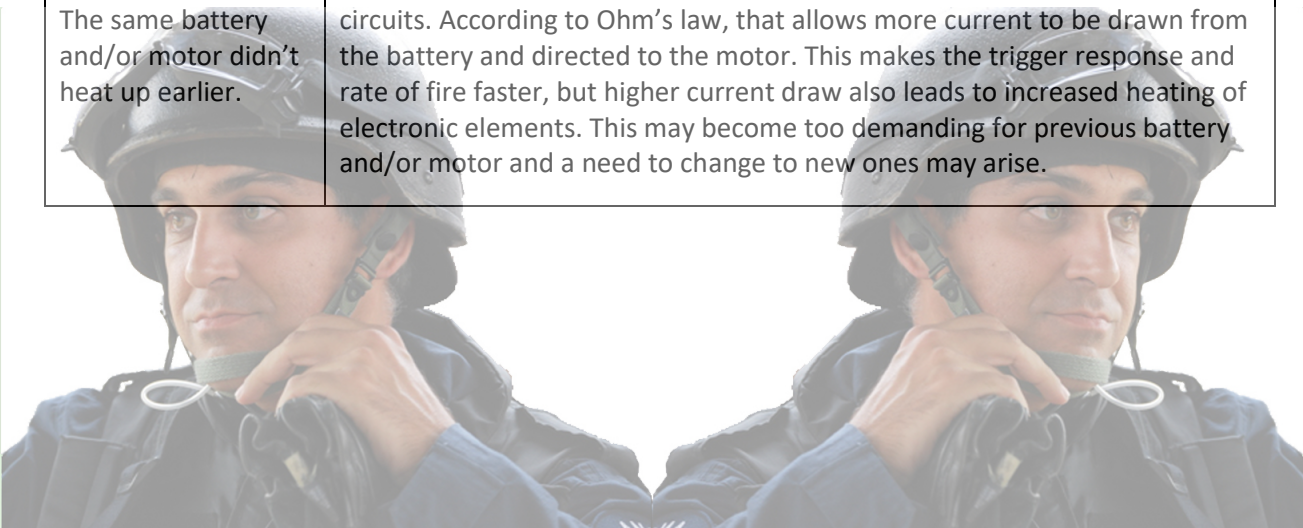 The same battery
and/or motor didn’t
heat up earlier.
circuits. According to Ohm’s law, that allows more current to be drawn from
the battery and directed to the motor. This makes the trigger response and
rate of fire faster, but higher current draw also leads to increased heating of
electronic elements. This may become too demanding for previous battery
and/or motor and a need to change to new ones may arise.